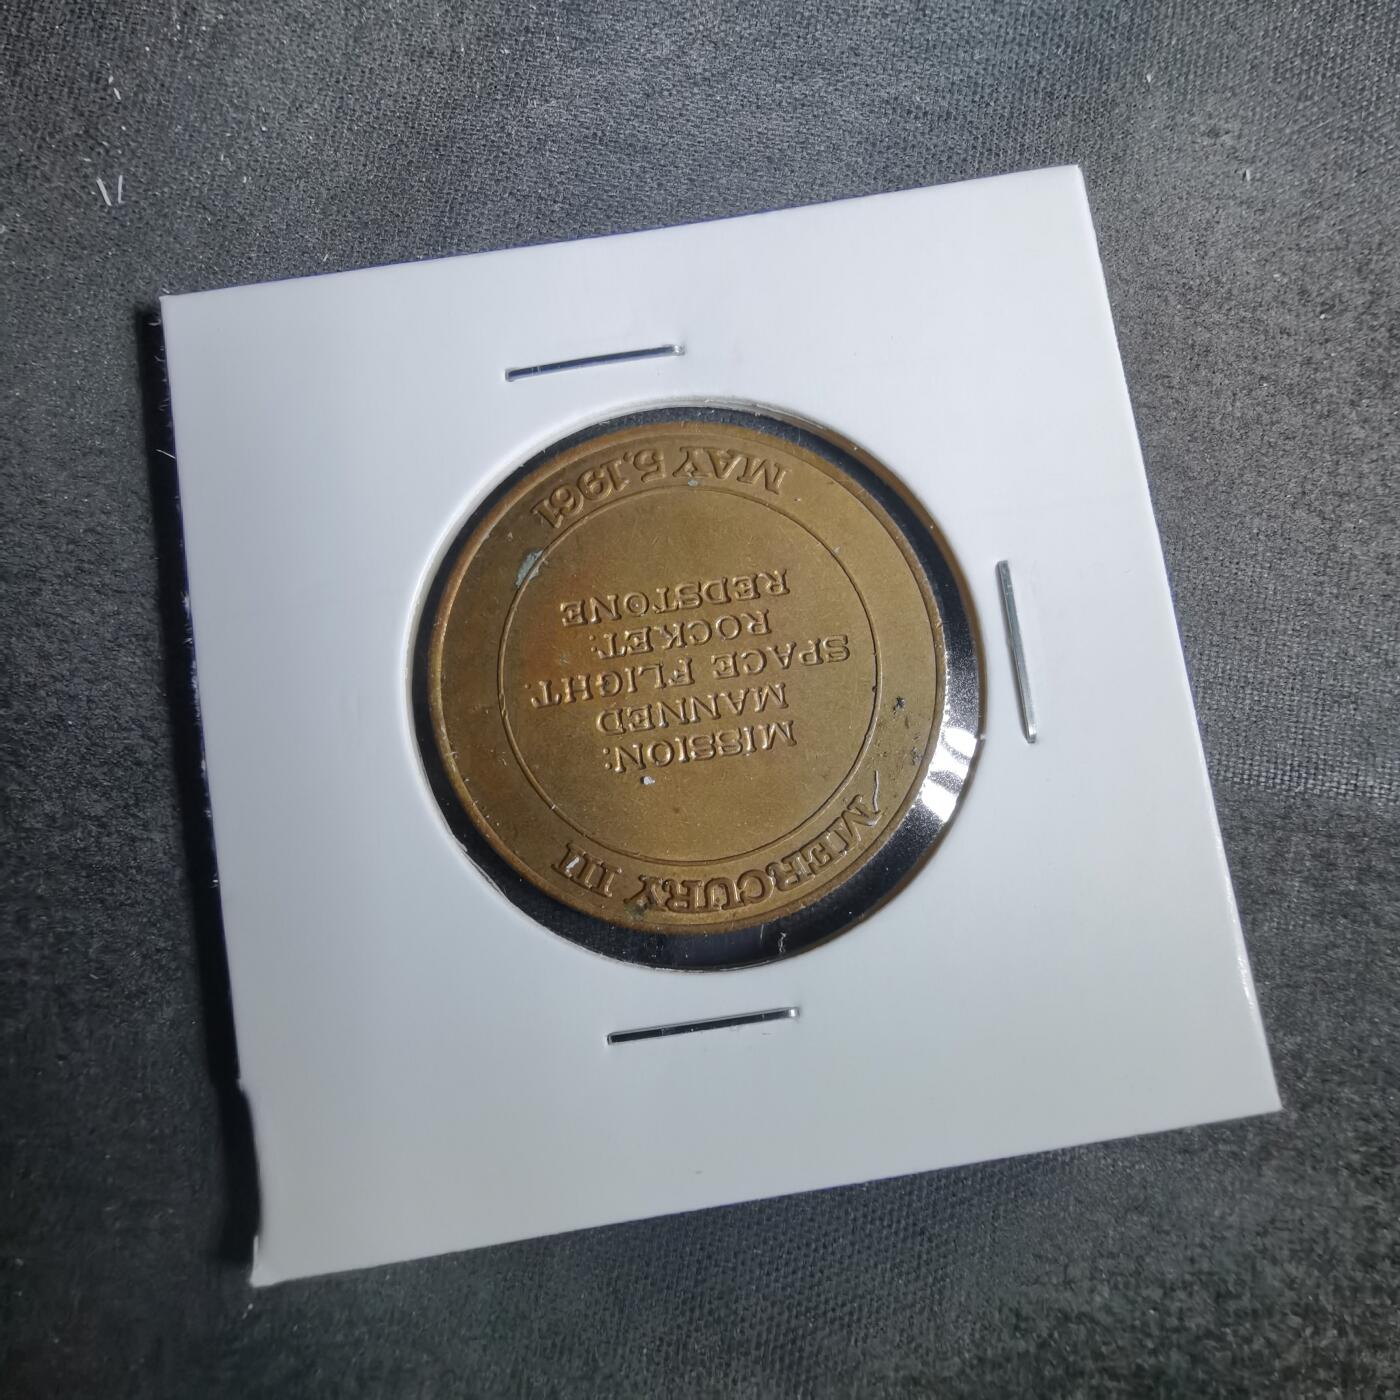 MERCURY III
MISSION:
MANNED
SPACE FLIGHT.
ROCKET:
REDSTONE
MAY 5, 1961